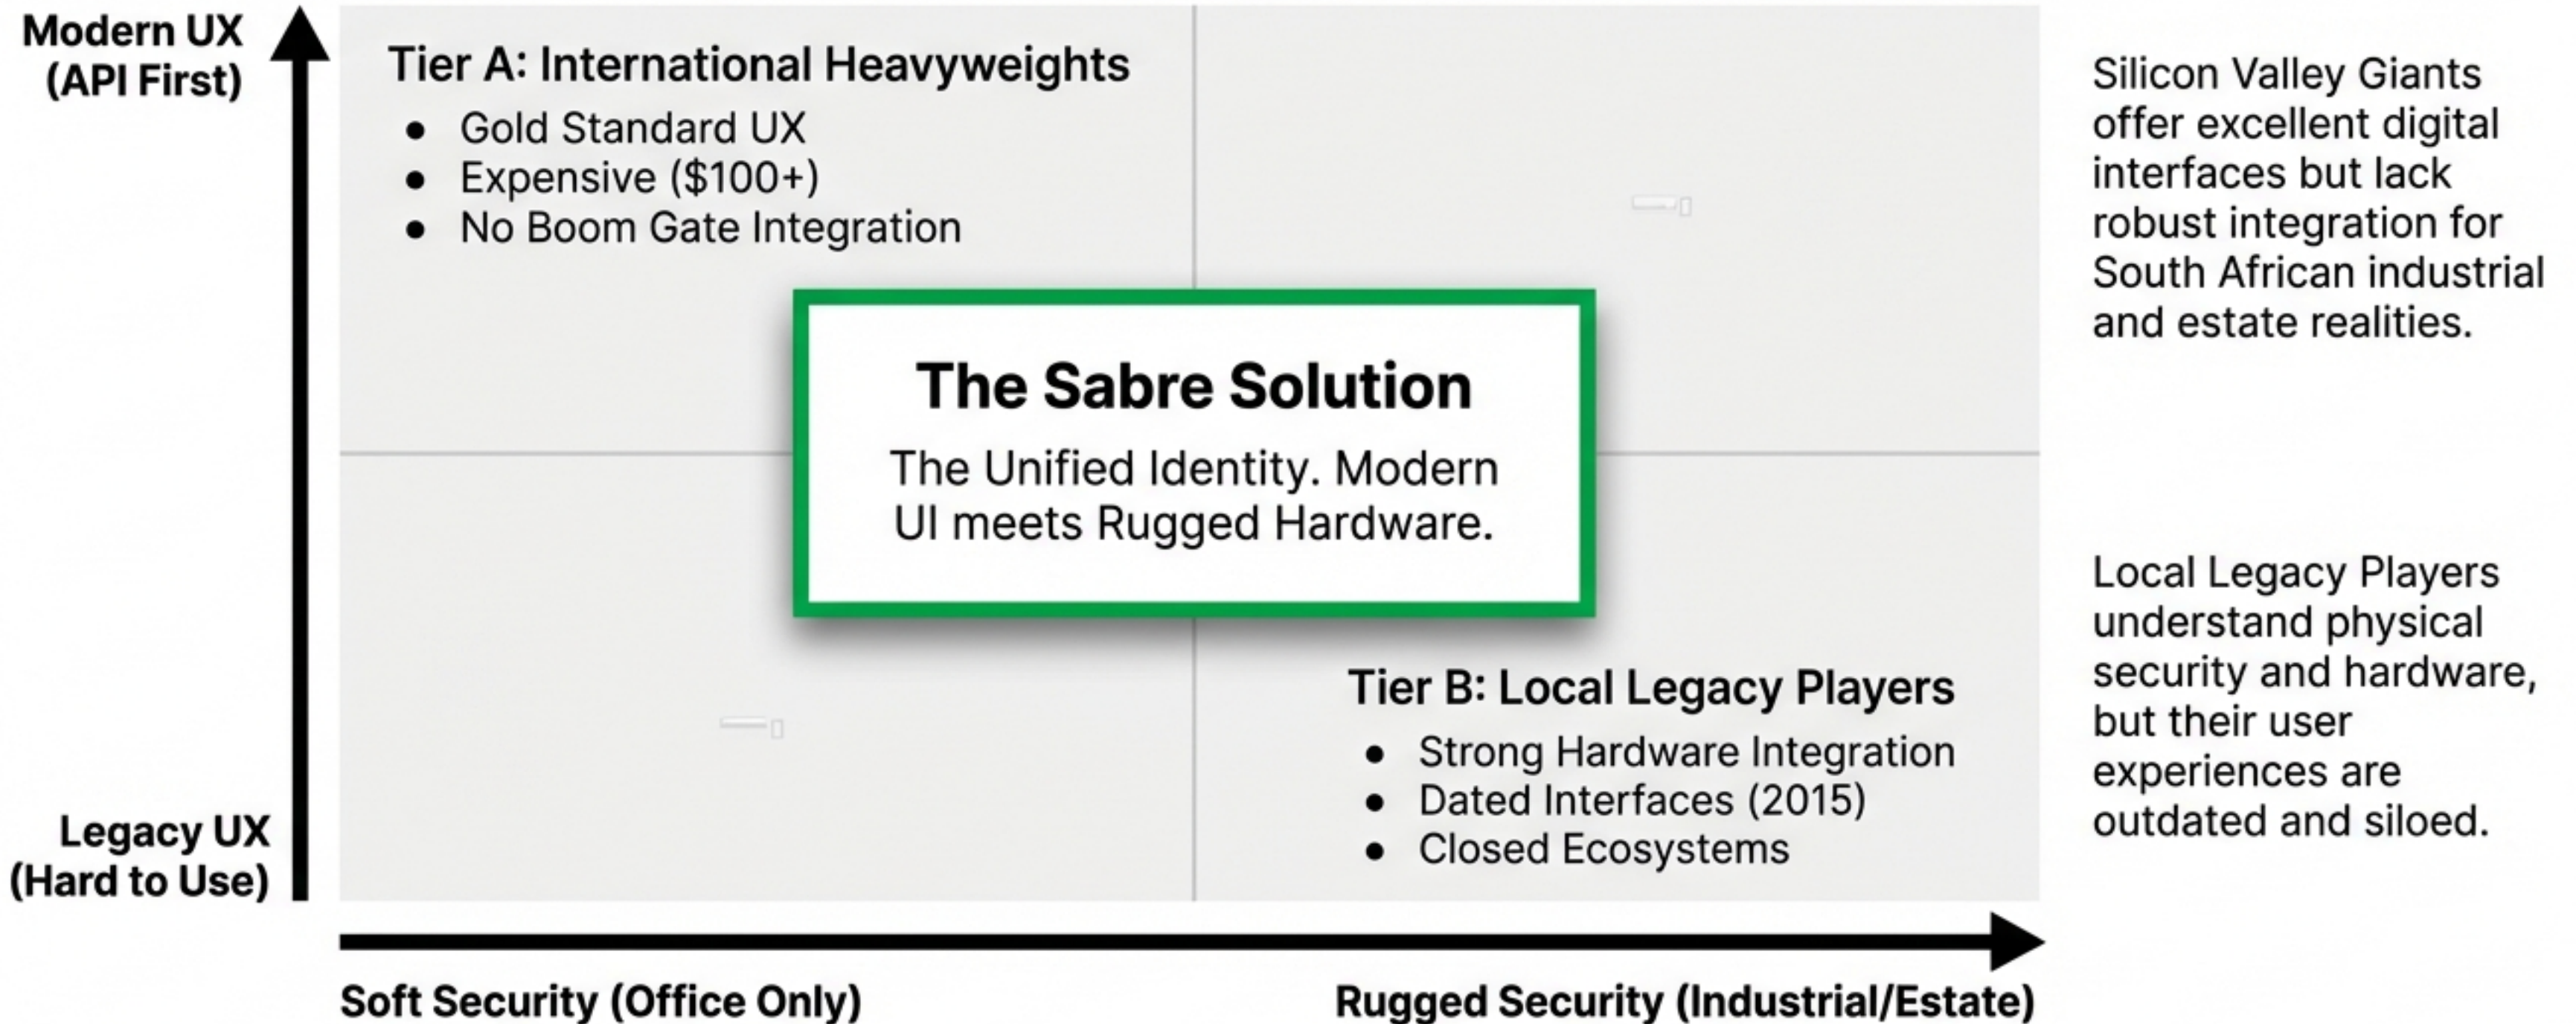 Modern UX
(API First)
Tier A: International Heavyweights
● Gold Standard UX
● Expensive ($100+)
● No Boom Gate Integration
Silicon Valley Giants
offer excellent digital
interfaces but lack
robust integration for
South African industrial
and estate realities.
The Sabre Solution
The Unified Identity. Modern
UI meets Rugged Hardware.
Tier B: Local Legacy Players
● Strong Hardware Integration
● Dated Interfaces (2015)
● Closed Ecosystems
Local Legacy Players
understand physical
security and hardware,
but their user
experiences are
outdated and siloed.
Legacy UX
(Hard to Use)
Soft Security (Office Only)
Rugged Security (Industrial/Estate)